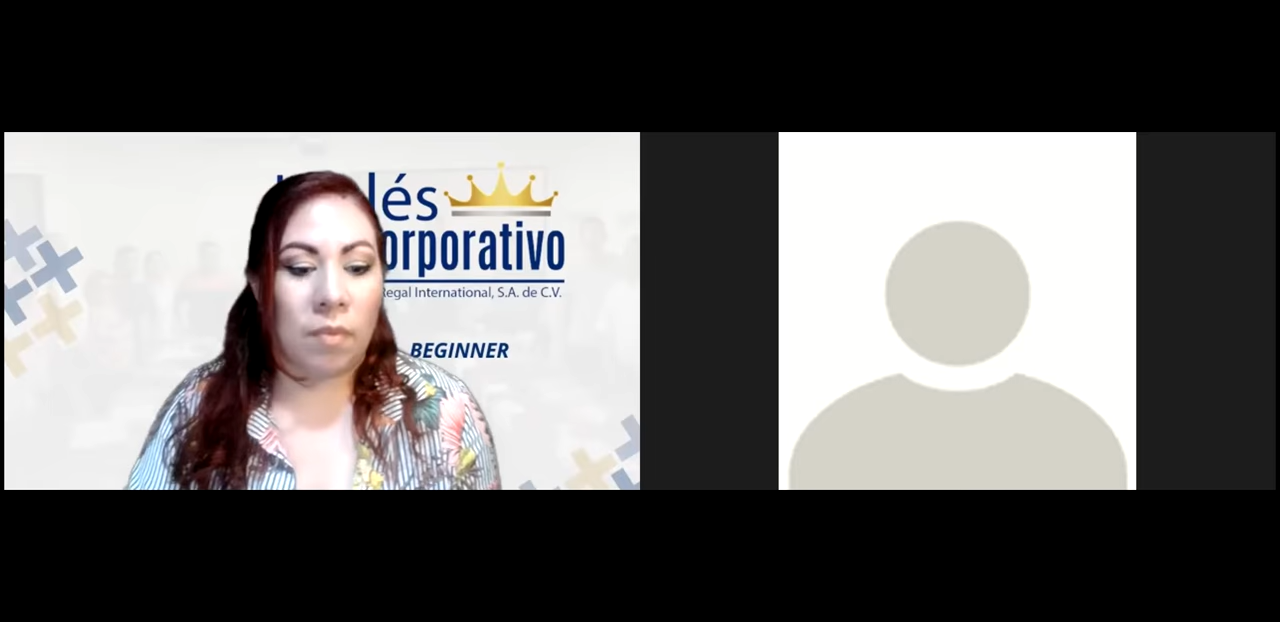 lés
orporativo
Regal International, S.A. de C.V.
BEGINNER